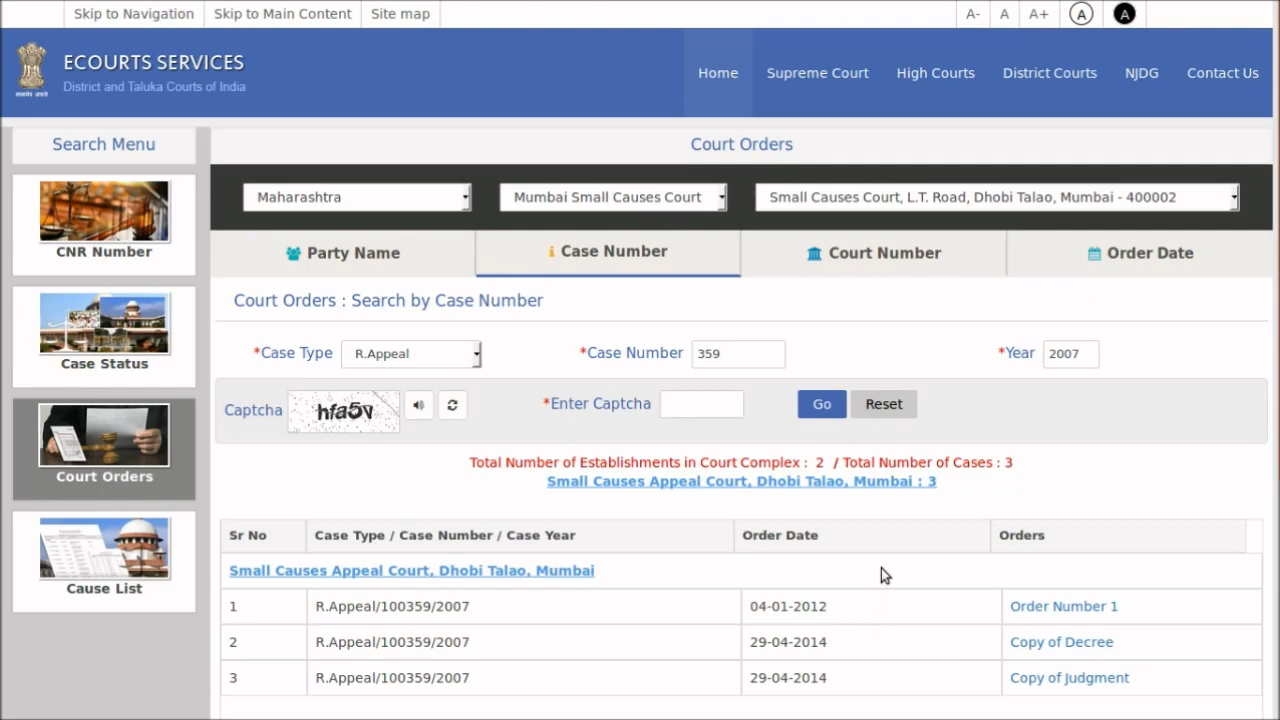 Skip to Navigation Skip to Main Content Site map A- A A+ A A
ECOURTS SERVICES
District and Taluka Courts of India
Home Supreme Court High Courts District Courts NJDG Contact Us
Search Menu
CNR Number
Case Status
Court Orders
Cause List
Court Orders
Maharashtra Mumbai Small Causes Court Small Causes Court, L.T. Road, Dhobi Talao, Mumbai - 400002
Party Name Case Number Court Number Order Date
Court Orders : Search by Case Number
*Case Type R.Appeal *Case Number 359 *Year 2007
Captcha hfa5v *Enter Captcha Go Reset
Total Number of Establishments in Court Complex : 2 / Total Number of Cases : 3
Small Causes Appeal Court, Dhobi Talao, Mumbai : 3
Sr No Case Type / Case Number / Case Year Order Date Orders
Small Causes Appeal Court, Dhobi Talao, Mumbai
1 R.Appeal/100359/2007 04-01-2012 Order Number 1
2 R.Appeal/100359/2007 29-04-2014 Copy of Decree
3 R.Appeal/100359/2007 29-04-2014 Copy of Judgment